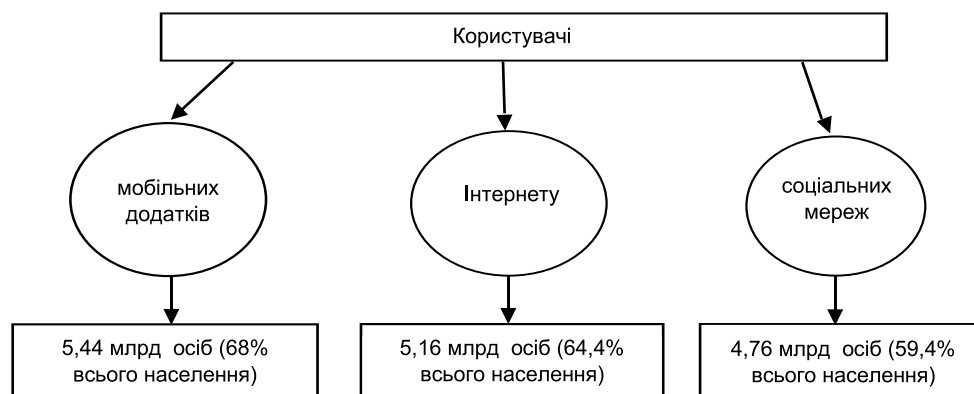 Користувачі
мобільних
додатків
Інтернету
соціальних
мереж
5,44 млрд осіб (68%
всього населення)
5,16 млрд осіб (64,4%
всього населення)
4,76 млрд осіб (59,4%
всього населення)